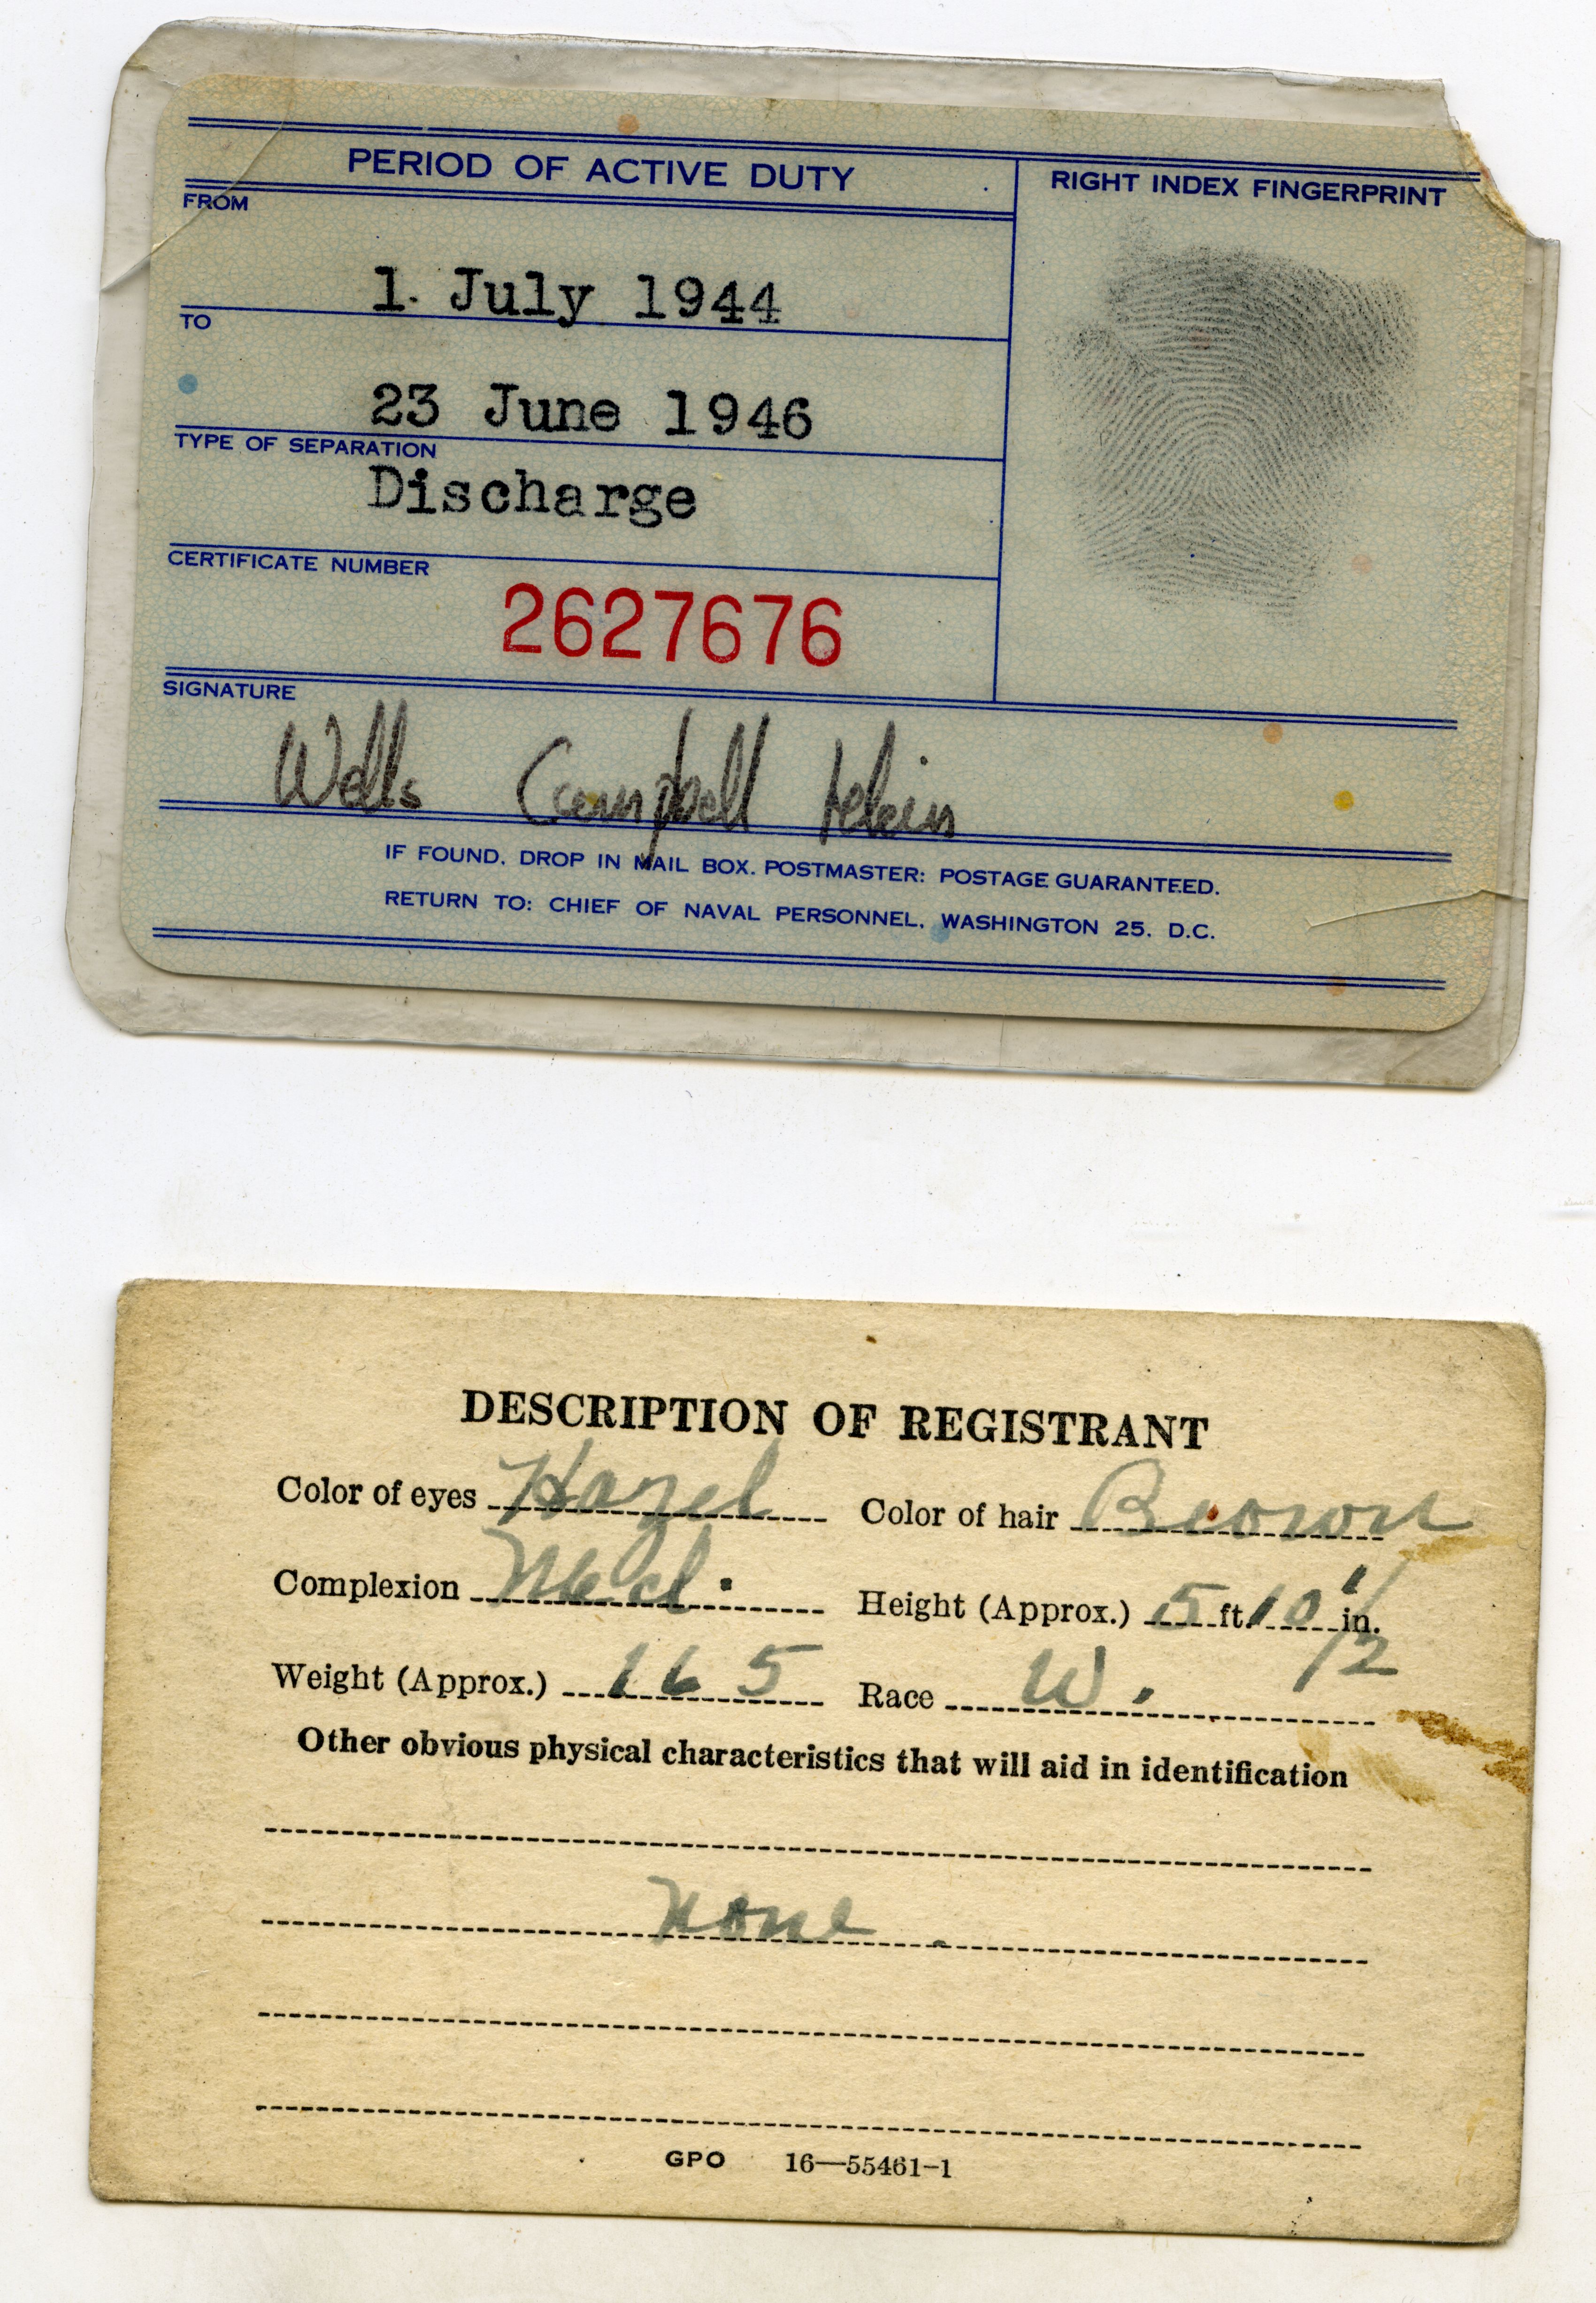 PERIOD OF ACTIVE DUTY
RIGHT INDEX FINGERPRINT
FROM
1 July 1944
TO
23 June 1946
TYPE OF SEPARATION
Discharge
CERTIFICATE NUMBER
2627676
SIGNATURE
Wells Campbell
IF FOUND, DROP IN MAIL BOX. POSTMASTER: POSTAGE GUARANTEED.
RETURN TO: CHIEF OF NAVAL PERSONNEL, WASHINGTON 25, D.C.
DESCRIPTION OF REGISTRANT
Color of eyes Hazel Color of hair Brown
Complexion Med. Height (Approx.) 5 ft. 10 1/2 in.
Weight (Approx.) 165 Race W.
Other obvious physical characteristics that will aid in identification
None.
GPO 16—55461-1